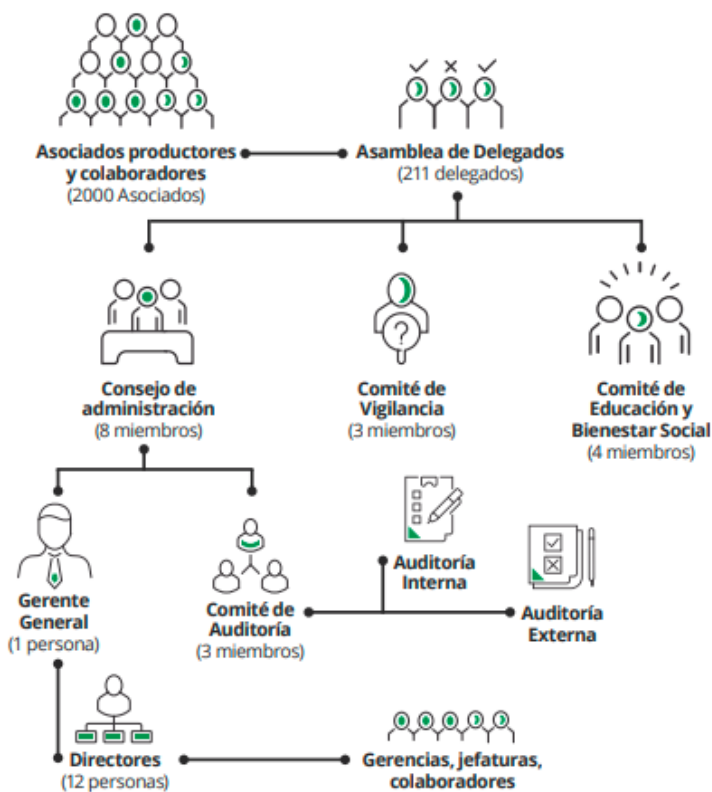 Asociados productores
y colaboradores
(2000 Asociados)
Asamblea de Delegados
(211 delegados)
Consejo de
administración
(8 miembros)
Comité de
Vigilancia
(3 miembros)
Comité de
Educación y
Bienestar Social
(4 miembros)
Gerente
General
(1 persona)
Comité de
Auditoría
(3 miembros)
Auditoría
Interna
Auditoría
Externa
Directores
(12 personas)
Gerencias, jefaturas,
colaboradores